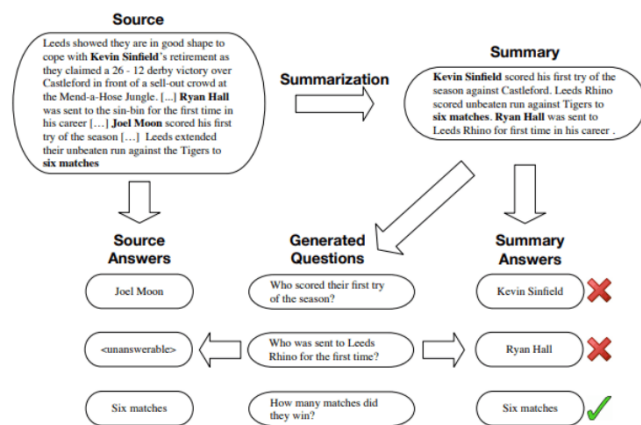 Source
Leeds showed they are in good shape to
cope with Kevin Sinfield's retirement as
they claimed a 26 - 12 derby victory over
Castleford in front of a sell-out crowd at
the Mend-a-Hose Jungle. [...] Ryan Hall
was sent to the sin-bin for the first time in
his career […] Joel Moon scored his first
try of the season […] Leeds extended
their unbeaten run against the Tigers to
six matches
Summarization
Summary
Kevin Sinfield scored his first try of the
season against Castleford. Leeds Rhino
scored unbeaten run against Tigers to
six matches. Ryan Hall was sent to
Leeds Rhino for first time in his career .
Source
Answers
Generated
Questions
Summary
Answers
Joel Moon
Who scored their first try
of the season?
Kevin Sinfield
<unanswerable>
Who was sent to Leeds
Rhino for the first time?
Ryan Hall
Six matches
How many matches did
they win?
Six matches